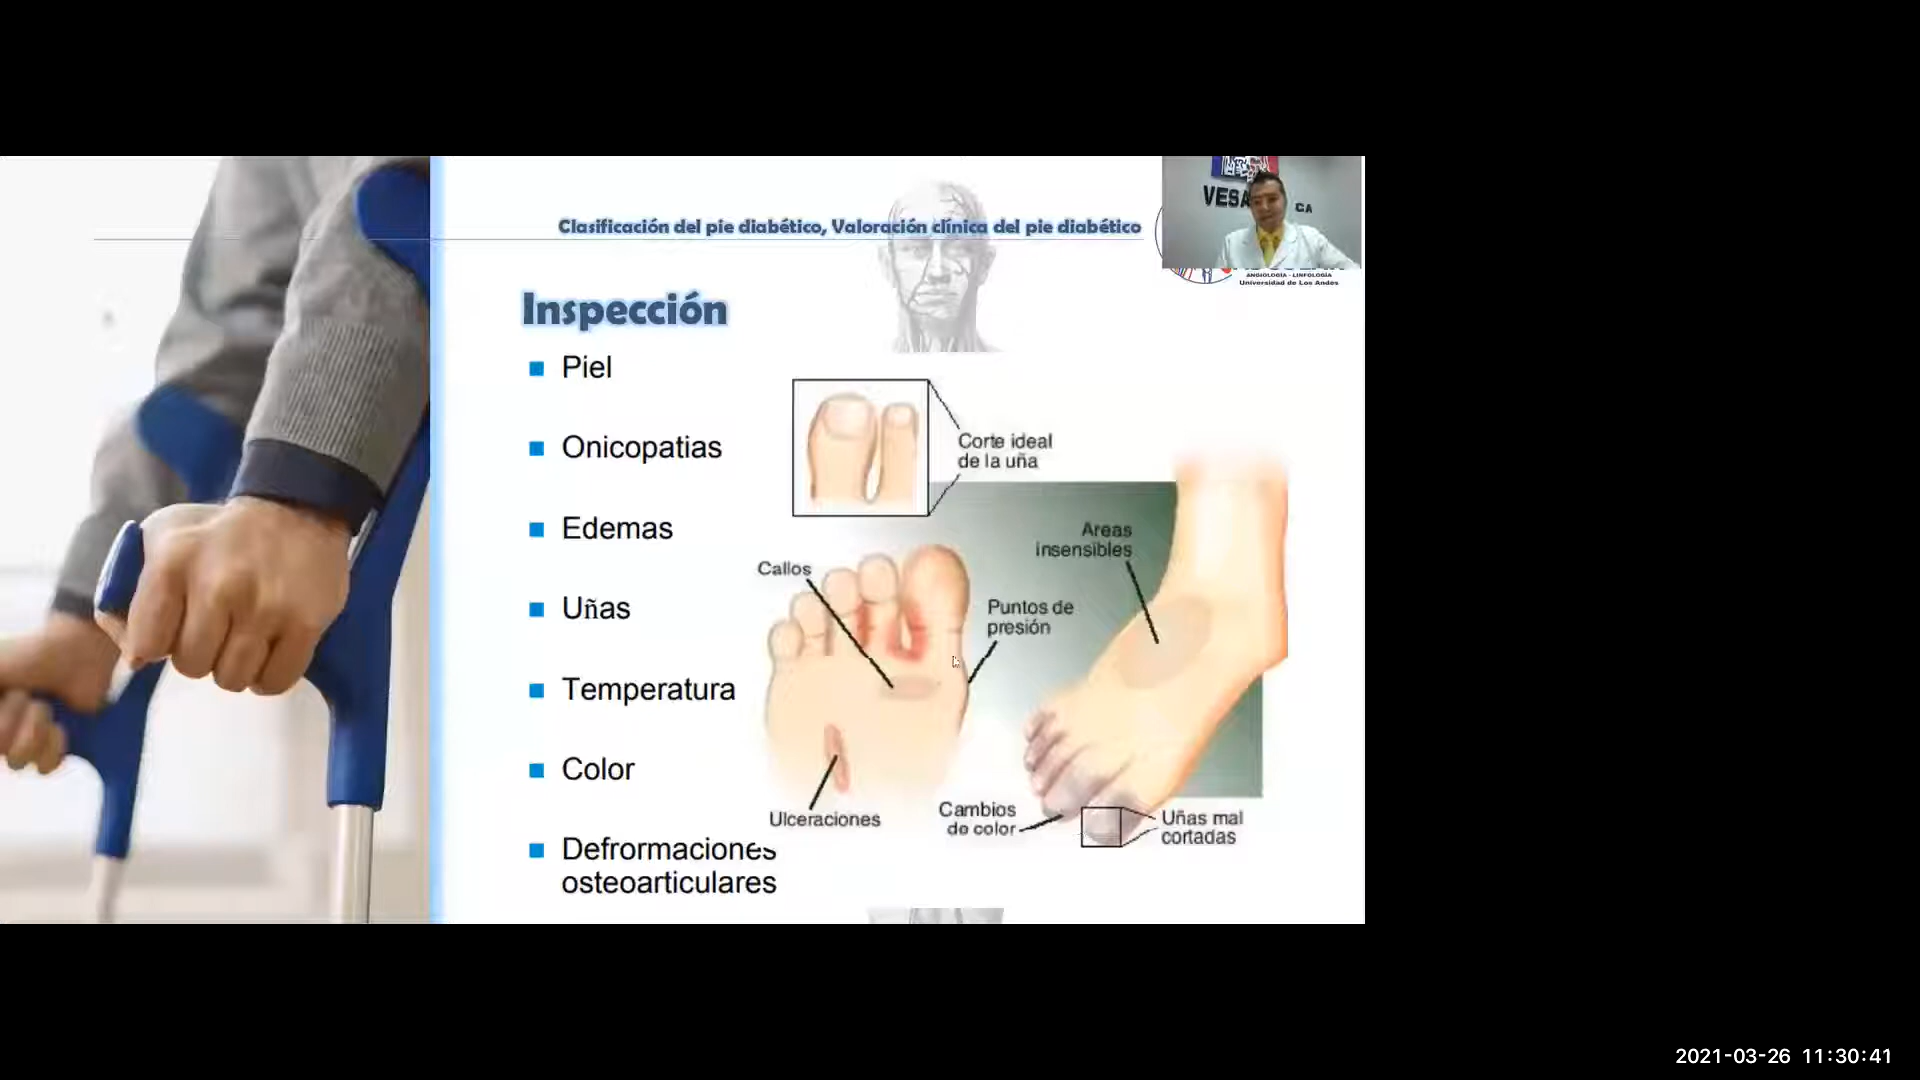 VESA
CA
Clasificación del pie diabético, Valoración clínica del pie diabético
ANGIOLOGÍA - LINFOLOGÍA
Universidad de Los Andes
Inspección
Piel
Onicopatias
Edemas
Uñas
Temperatura
Color
Defrormaciones
osteoarticulares
Corte ideal
de la uña
Areas
insensibles
Callos
Puntos de
presión
Ulceraciones
Cambios
de color
Uñas mal
cortadas
2021-03-26 11:30:41